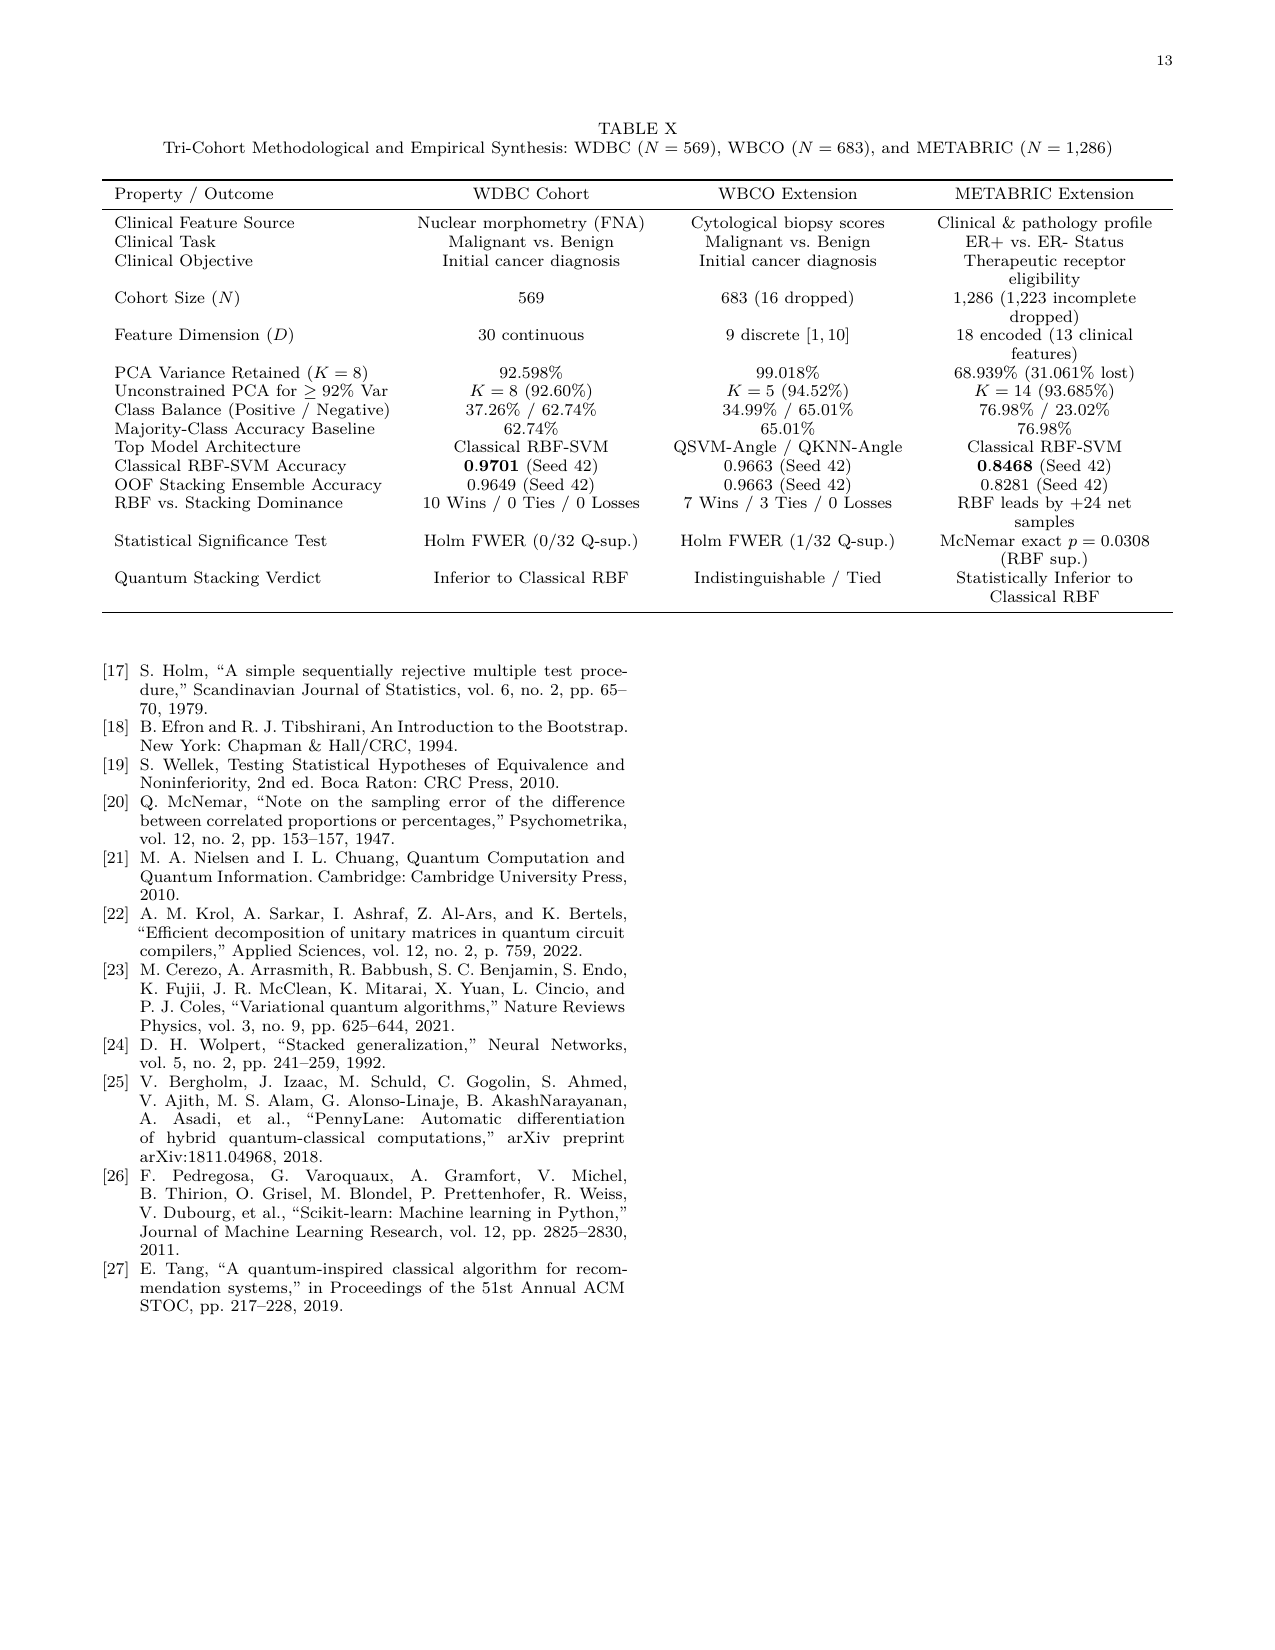 13
TABLE X
Tri-Cohort Methodological and Empirical Synthesis: WDBC (N = 569), WBCO (N = 683), and METABRIC (N = 1,286)
Property / Outcome WDBC Cohort WBCO Extension METABRIC Extension
Clinical Feature Source Nuclear morphometry (FNA) Cytological biopsy scores Clinical & pathology profile
Clinical Task Malignant vs. Benign Malignant vs. Benign ER+ vs. ER- Status
Clinical Objective Initial cancer diagnosis Initial cancer diagnosis Therapeutic receptor
eligibility
Cohort Size (N) 569 683 (16 dropped) 1,286 (1,223 incomplete
dropped)
Feature Dimension (D) 30 continuous 9 discrete [1, 10] 18 encoded (13 clinical
features)
PCA Variance Retained (K = 8) 92.598% 99.018% 68.939% (31.061% lost)
Unconstrained PCA for ≥ 92% Var K = 8 (92.60%) K = 5 (94.52%) K = 14 (93.685%)
Class Balance (Positive / Negative) 37.26% / 62.74% 34.99% / 65.01% 76.98% / 23.02%
Majority-Class Accuracy Baseline 62.74% 65.01% 76.98%
Top Model Architecture Classical RBF-SVM QSVM-Angle / QKNN-Angle Classical RBF-SVM
Classical RBF-SVM Accuracy 0.9701 (Seed 42) 0.9663 (Seed 42) 0.8468 (Seed 42)
OOF Stacking Ensemble Accuracy 0.9649 (Seed 42) 0.9663 (Seed 42) 0.8281 (Seed 42)
RBF vs. Stacking Dominance 10 Wins / 0 Ties / 0 Losses 7 Wins / 3 Ties / 0 Losses RBF leads by +24 net
samples
Statistical Significance Test Holm FWER (0/32 Q-sup.) Holm FWER (1/32 Q-sup.) McNemar exact p = 0.0308
(RBF sup.)
Quantum Stacking Verdict Inferior to Classical RBF Indistinguishable / Tied Statistically Inferior to
Classical RBF
[17] S. Holm, “A simple sequentially rejective multiple test proce-
dure,” Scandinavian Journal of Statistics, vol. 6, no. 2, pp. 65–
70, 1979.
[18] B. Efron and R. J. Tibshirani, An Introduction to the Bootstrap.
New York: Chapman & Hall/CRC, 1994.
[19] S. Wellek, Testing Statistical Hypotheses of Equivalence and
Noninferiority, 2nd ed. Boca Raton: CRC Press, 2010.
[20] Q. McNemar, “Note on the sampling error of the difference
between correlated proportions or percentages,” Psychometrika,
vol. 12, no. 2, pp. 153–157, 1947.
[21] M. A. Nielsen and I. L. Chuang, Quantum Computation and
Quantum Information. Cambridge: Cambridge University Press,
2010.
[22] A. M. Krol, A. Sarkar, I. Ashraf, Z. Al-Ars, and K. Bertels,
“Efficient decomposition of unitary matrices in quantum circuit
compilers,” Applied Sciences, vol. 12, no. 2, p. 759, 2022.
[23] M. Cerezo, A. Arrasmith, R. Babbush, S. C. Benjamin, S. Endo,
K. Fujii, J. R. McClean, K. Mitarai, X. Yuan, L. Cincio, and
P. J. Coles, “Variational quantum algorithms,” Nature Reviews
Physics, vol. 3, no. 9, pp. 625–644, 2021.
[24] D. H. Wolpert, “Stacked generalization,” Neural Networks,
vol. 5, no. 2, pp. 241–259, 1992.
[25] V. Bergholm, J. Izaac, M. Schuld, C. Gogolin, S. Ahmed,
V. Ajith, M. S. Alam, G. Alonso-Linaje, B. AkashNarayanan,
A. Asadi, et al., “PennyLane: Automatic differentiation
of hybrid quantum-classical computations,” arXiv preprint
arXiv:1811.04968, 2018.
[26] F. Pedregosa, G. Varoquaux, A. Gramfort, V. Michel,
B. Thirion, O. Grisel, M. Blondel, P. Prettenhofer, R. Weiss,
V. Dubourg, et al., “Scikit-learn: Machine learning in Python,”
Journal of Machine Learning Research, vol. 12, pp. 2825–2830,
2011.
[27] E. Tang, “A quantum-inspired classical algorithm for recom-
mendation systems,” in Proceedings of the 51st Annual ACM
STOC, pp. 217–228, 2019.